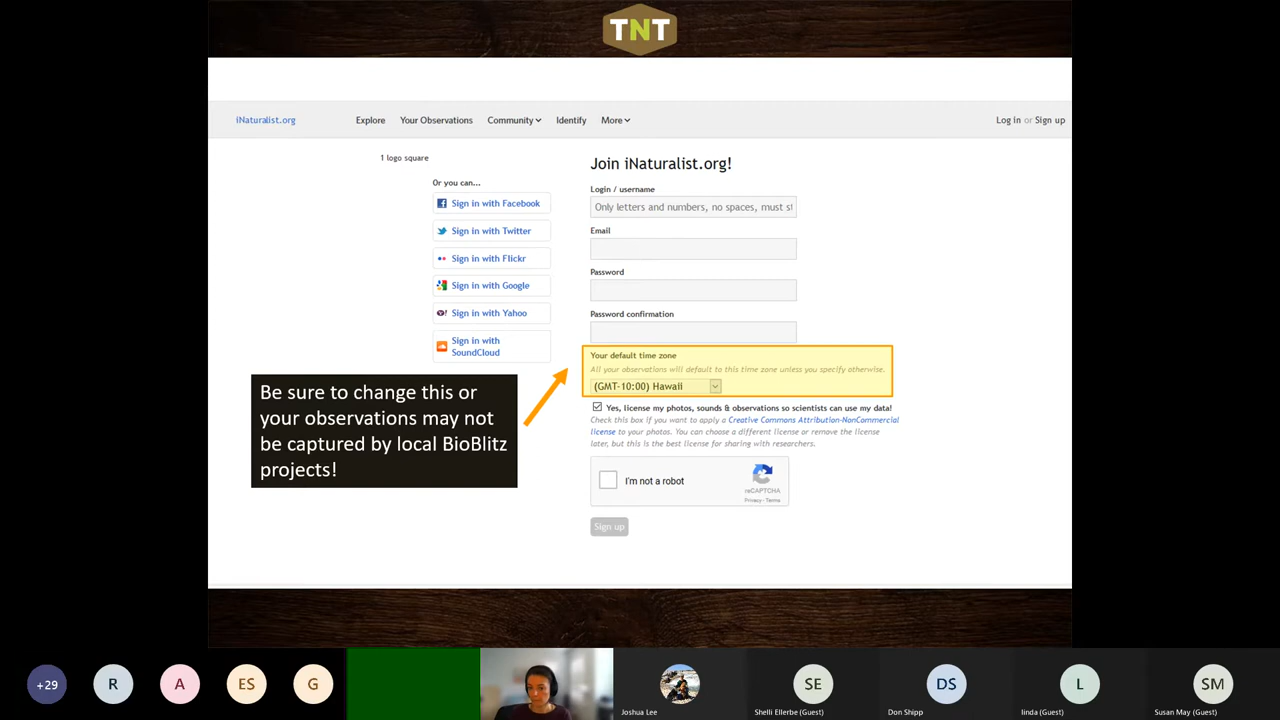 TNT
iNaturalist.org
Explore
Your Observations
Community
Identify
More
Log in or Sign up
1 logo square
Or you can...
Sign in with Facebook
Sign in with Twitter
Sign in with Flickr
Sign in with Google
Sign in with Yahoo
Sign in with
SoundCloud
Join iNaturalist.org!
Login / username
Only letters and numbers, no spaces, must st
Email
Password
Password confirmation
Your default time zone
All your observations will default to this time zone unless you specify otherwise.
(GMT-10:00) Hawaii
Be sure to change this or
your observations may not
be captured by local BioBlitz
projects!
Yes, license my photos, sounds & observations so scientists can use my data!
Check this box if you want to apply a Creative Commons Attribution-NonCommercial
license to your photos. You can choose a different license or remove the license
later, but this is the best license for sharing with researchers.
I'm not a robot
reCAPTCHA
Privacy - Terms
Sign up
+29
R
A
ES
G
Joshua Lee
SE
Shelli Ellerbe (Guest)
DS
Don Shipp
L
linda (Guest)
SM
Susan May (Guest)